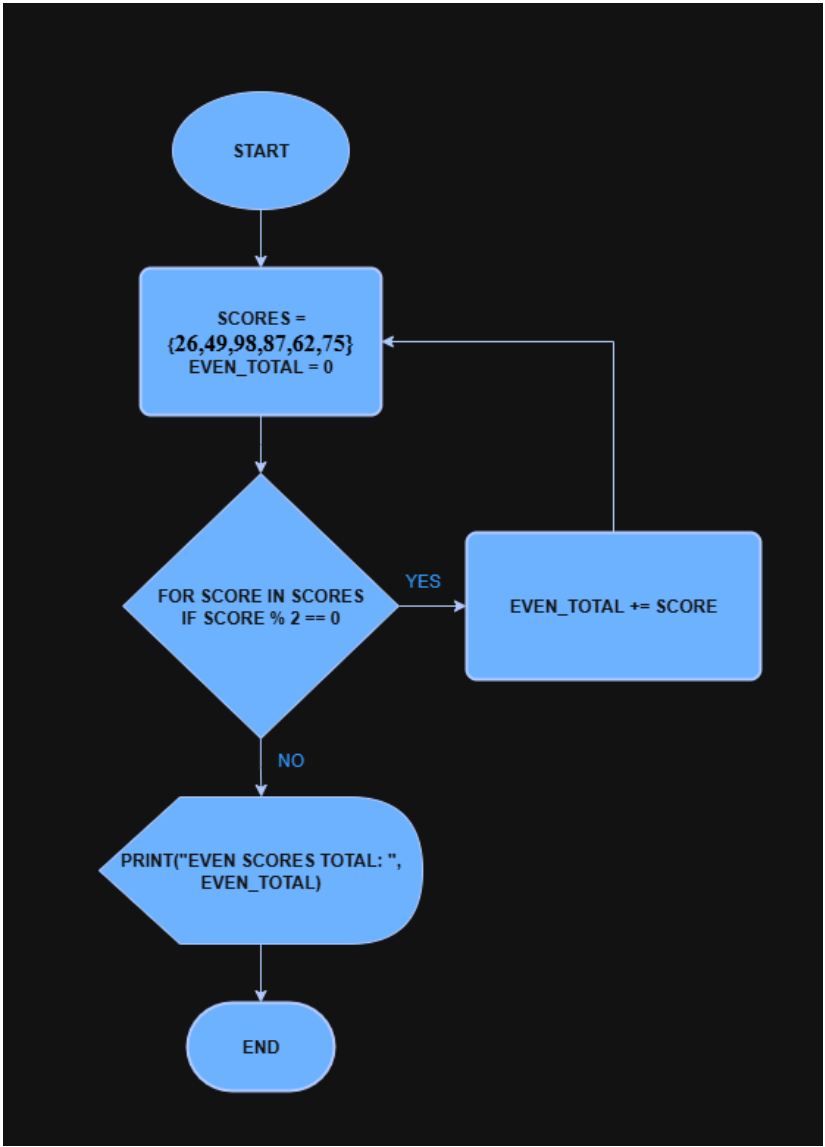 START
SCORES =
{26,49,98,87,62,75}
EVEN_TOTAL = 0
FOR SCORE IN SCORES
IF SCORE % 2 == 0
YES
EVEN_TOTAL += SCORE
NO
PRINT("EVEN SCORES TOTAL: ",
EVEN_TOTAL)
END